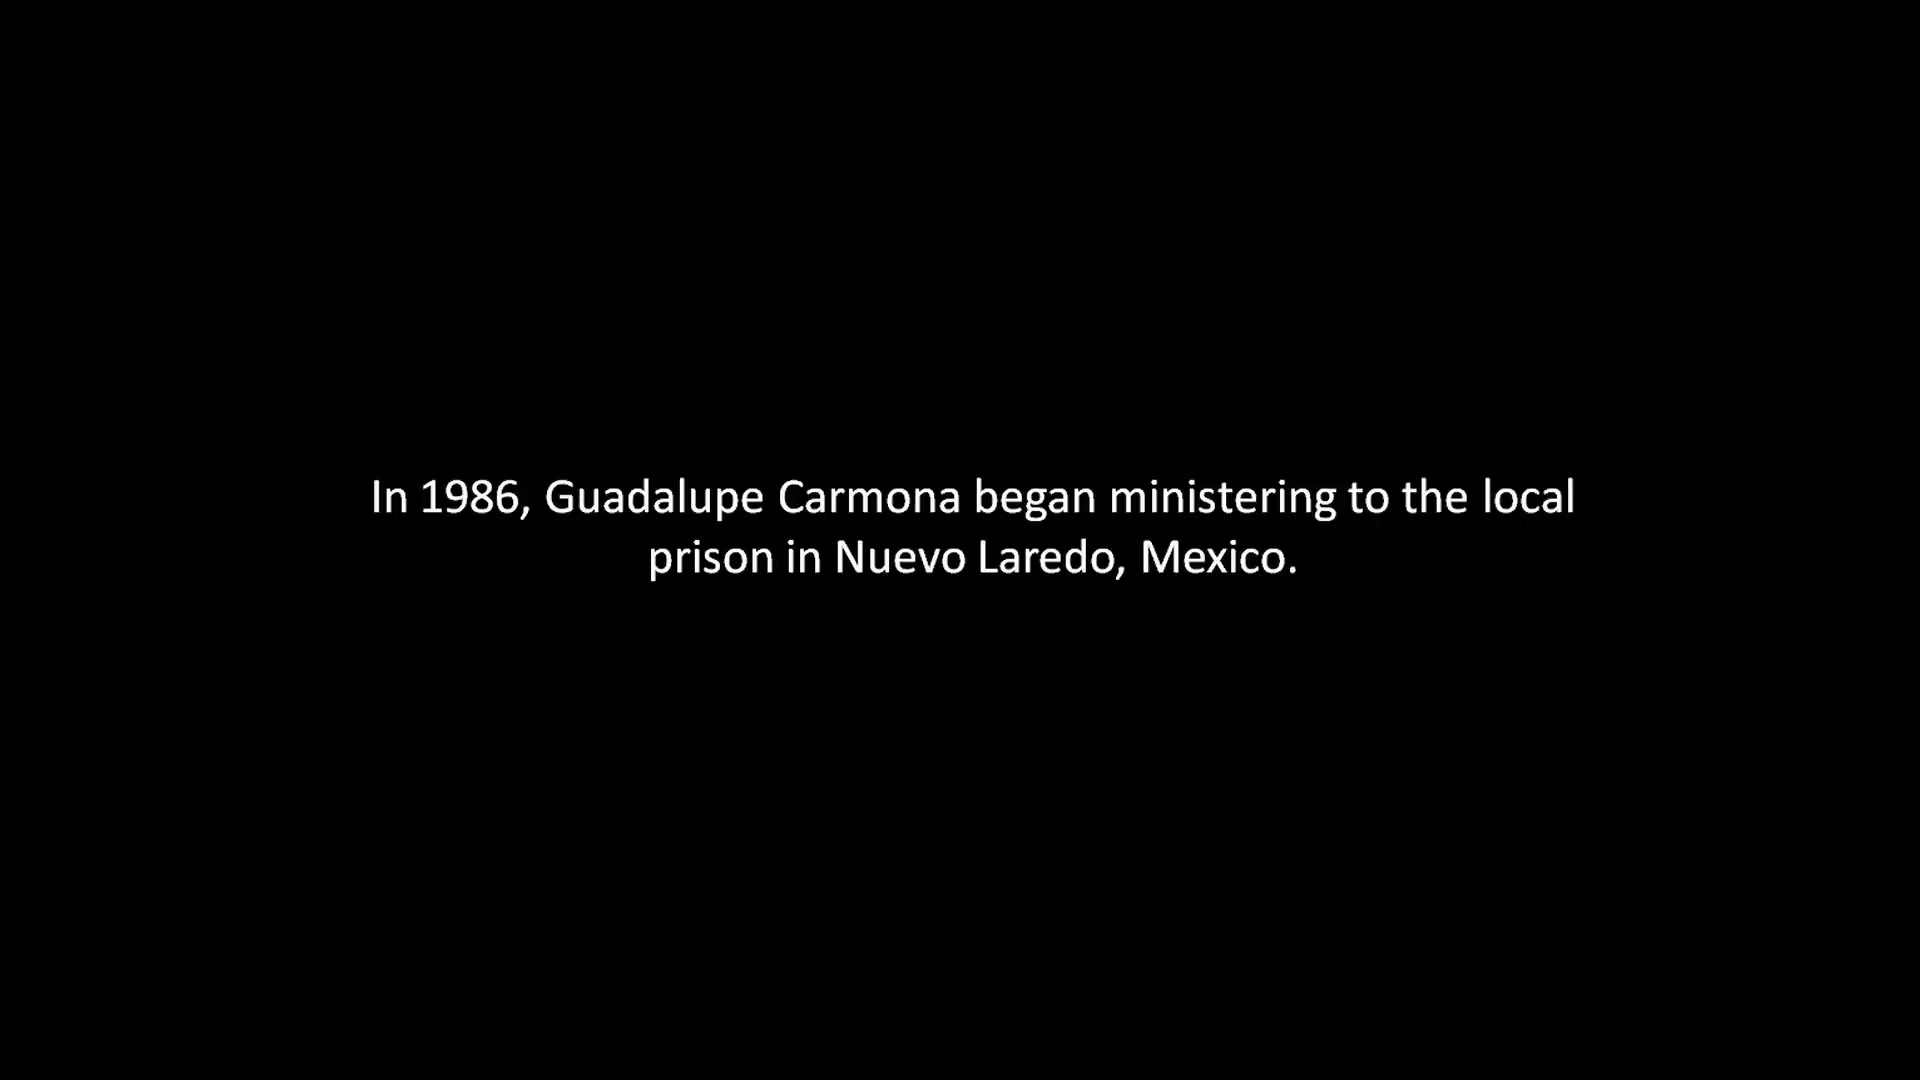 In 1986, Guadalupe Carmona began ministering to the local
prison in Nuevo Laredo, Mexico.